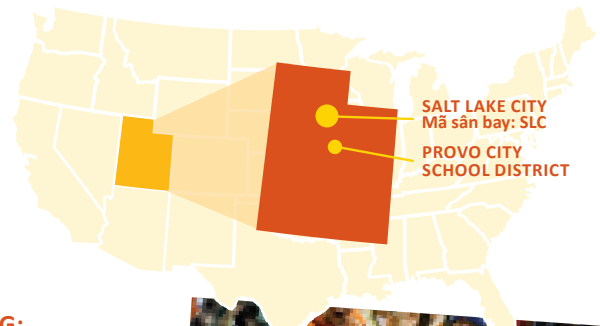 SALT LAKE CITY
Mã sân bay: SLC
PROVO CITY
SCHOOL DISTRICT
G: